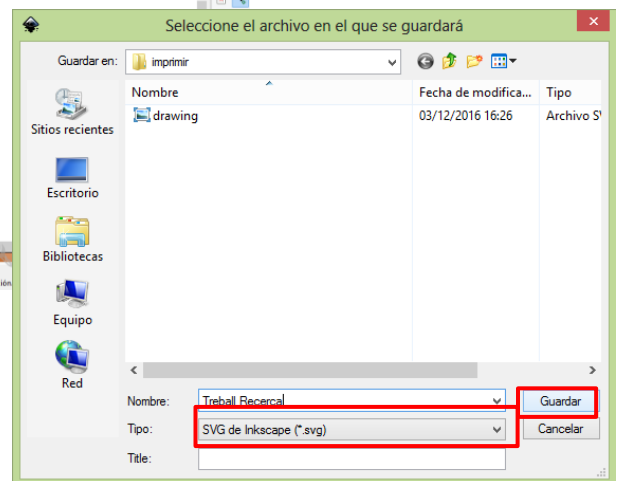 Seleccione el archivo en el que se guardará
Guardar en: imprimir
Nombre Fecha de modifica... Tipo
drawing 03/12/2016 16:26 Archivo S
Sitios recientes
Escritorio
Bibliotecas
ión
Equipo
Red
Nombre: Treball Recerca Guardar
Tipo: SVG de Inkscape (*.svg) Cancelar
Title: